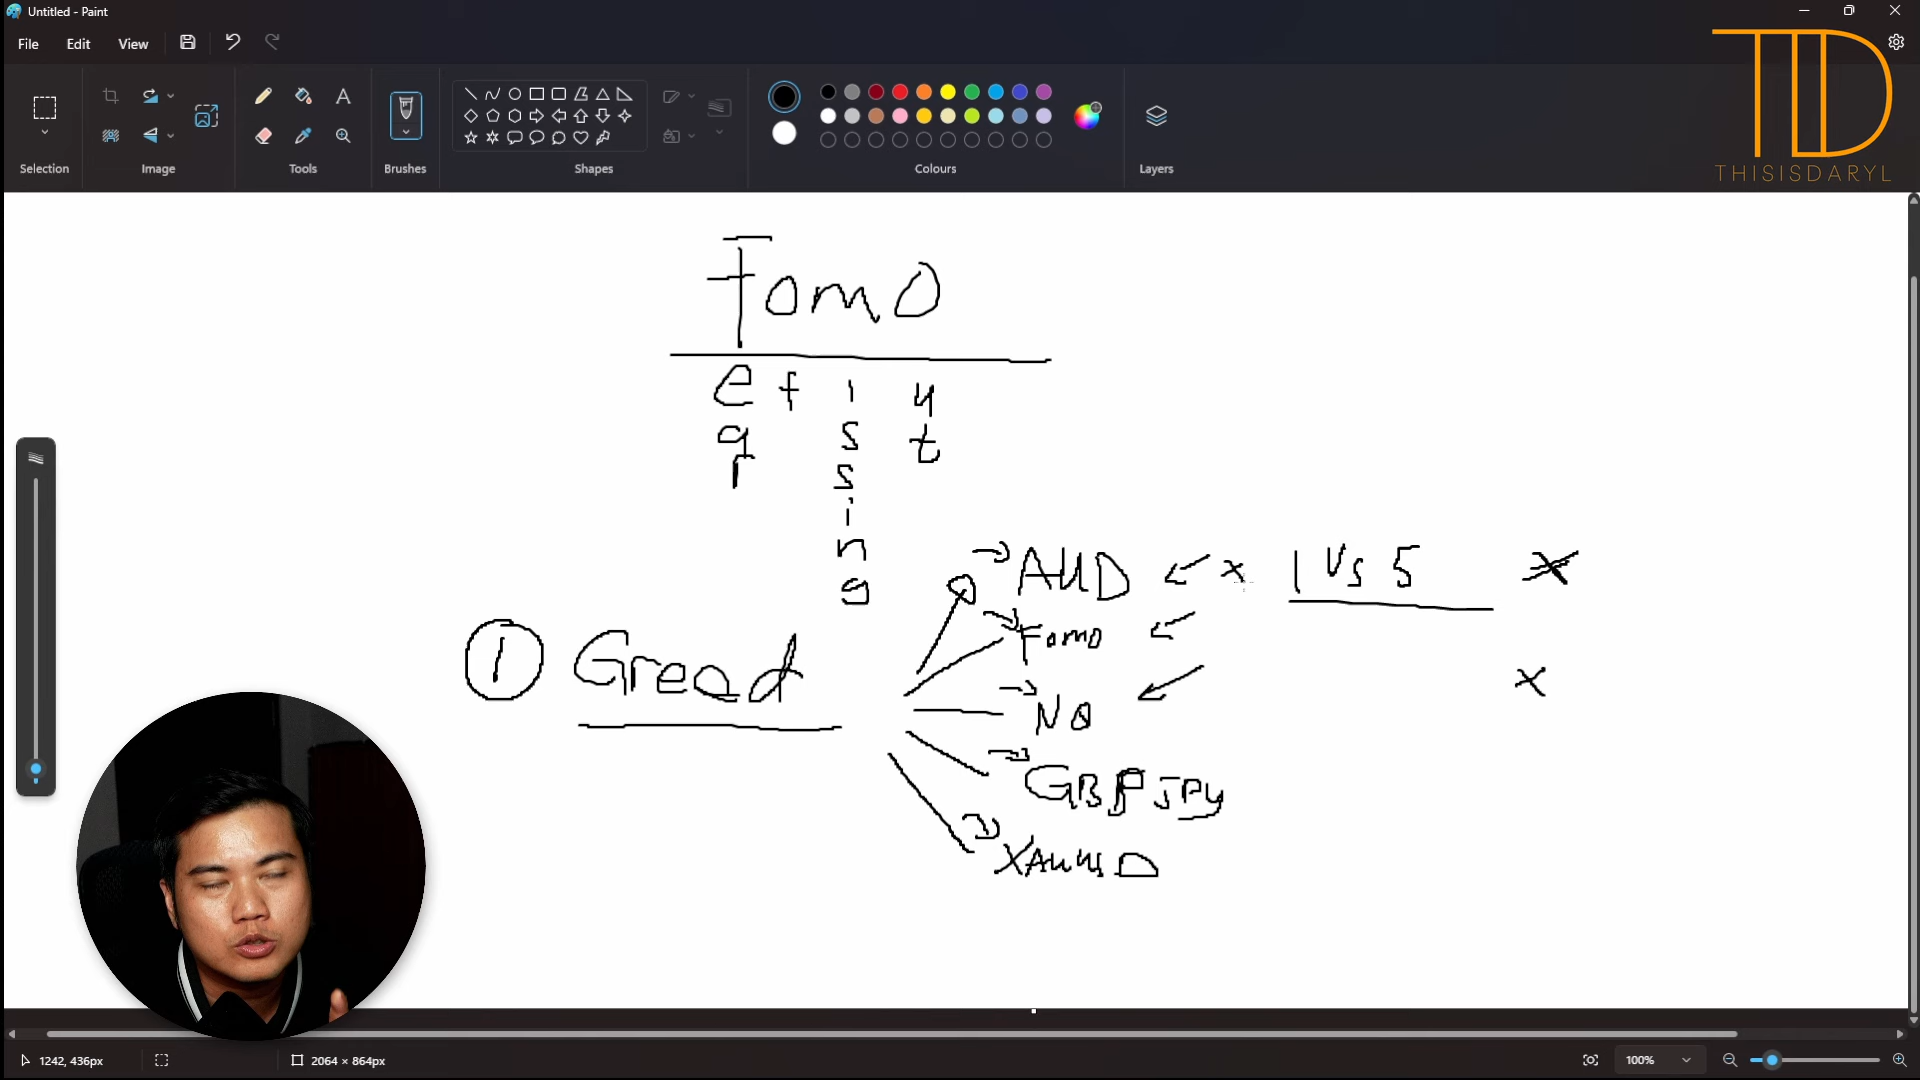 Untitled - Paint
File Edit View
Selection Image Tools Brushes Shapes Colours Layers
THISISDARYL
FOMO
e f i u
a s t
r s
i
n
g
→ AUD x 1 Vs 5 x
→ Fomo
1 Greed x
→ NQ
→ GBPJPY
→ XAUUSD
1242, 436px
2064 × 864px
100%